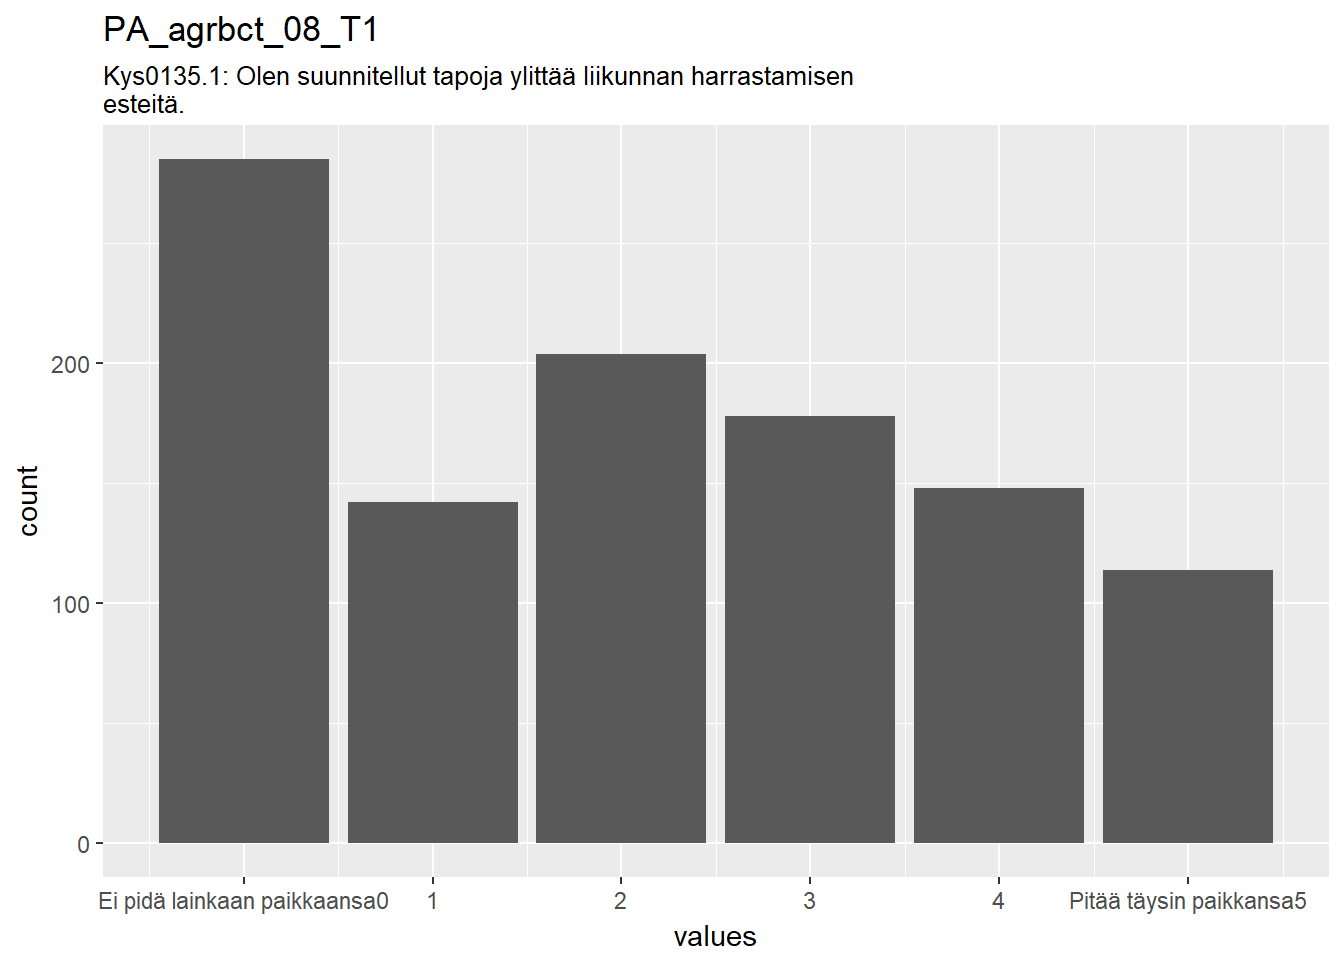 PA_agrbct_08_T1
Kys0135.1: Olen suunnitellut tapoja ylittää liikunnan harrastamisen
esteitä.
200
100
0
count
Ei pidä lainkaan paikkaansa0 1 2 3 4 Pitää täysin paikkansa5
values